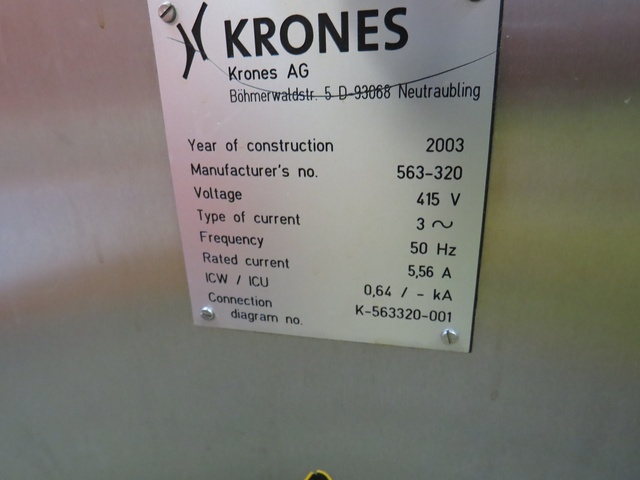 KRONES
Krones AG
Böhmerwaldstr. 5 D-93068 Neutraubling
Year of construction 2003
Manufacturer's no. 563-320
Voltage 415 V
Type of current 3 ~
Frequency 50 Hz
Rated current 5,56 A
ICW / ICU 0,64 / - kA
Connection
diagram no. K-563320-001